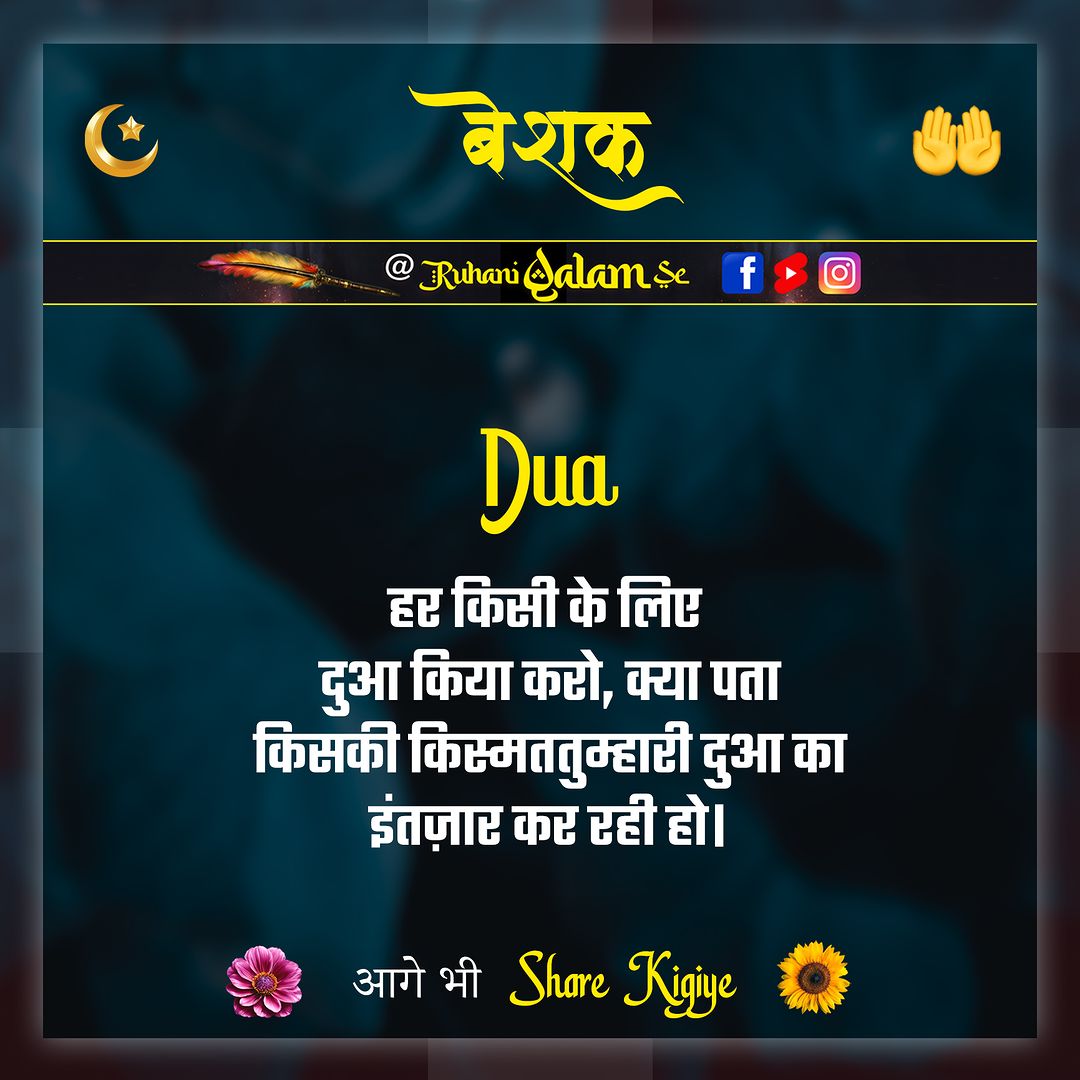 बेशक
@ Ruhani Qalam Se
Dua
हर किसी के लिए
दुआ किया करो, क्या पता
किसकी किस्मततुम्हारी दुआ का
इंतज़ार कर रही हो।
आगे भी Share Kigiye